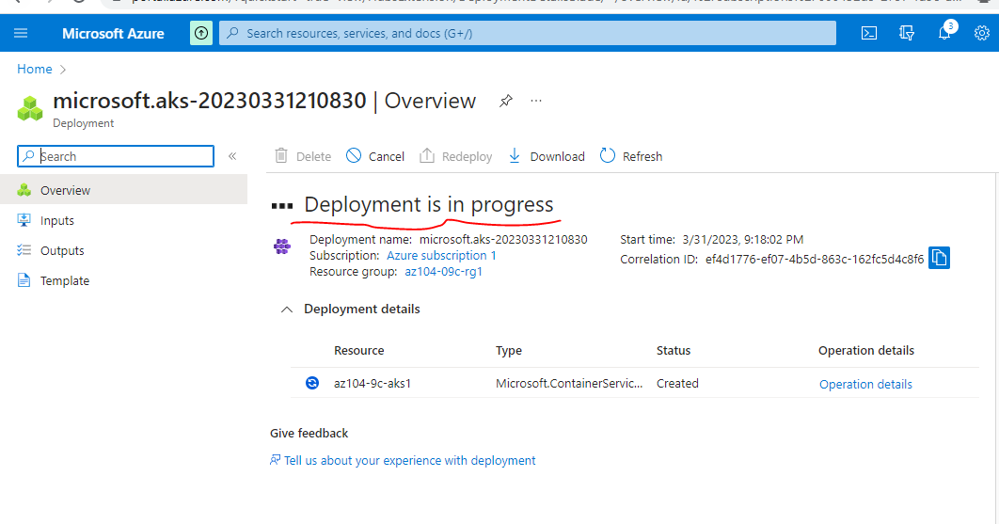 Microsoft Azure
Search resources, services, and docs (G+/)
3
Home
microsoft.aks-20230331210830 | Overview
Deployment
Search
Delete Cancel Redeploy Download Refresh
Overview
Inputs
Outputs
Template
Deployment is in progress
Deployment name: microsoft.aks-20230331210830
Subscription: Azure subscription 1
Resource group: az104-09c-rg1
Start time: 3/31/2023, 9:18:02 PM
Correlation ID: ef4d1776-ef07-4b5d-863c-162fc5d4c8f6
Deployment details
Resource Type Status Operation details
az104-9c-aks1 Microsoft.ContainerServic... Created Operation details
Give feedback
Tell us about your experience with deployment